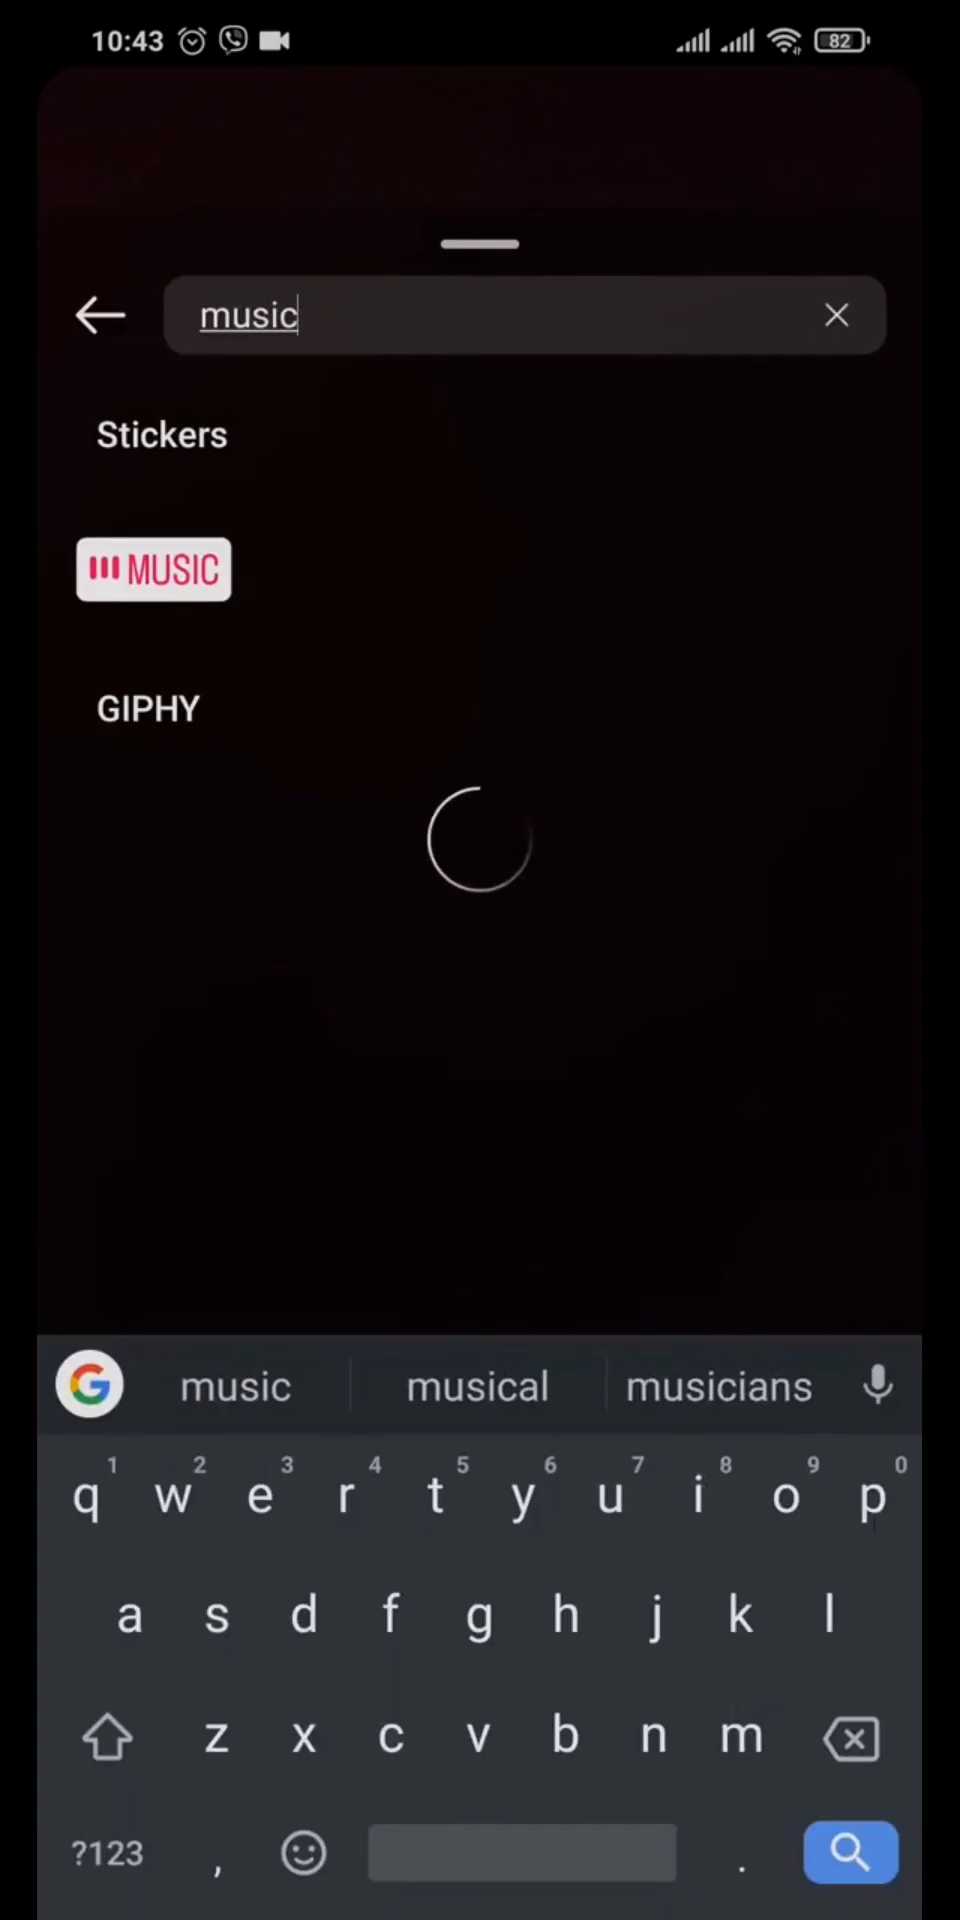 10:43 82
music
Stickers
MUSIC
GIPHY
music musical musicians
1 2 3 4 5 6 7 8 9 0
q w e r t y u i o p
a s d f g h j k l
z x c v b n m
?123 , .